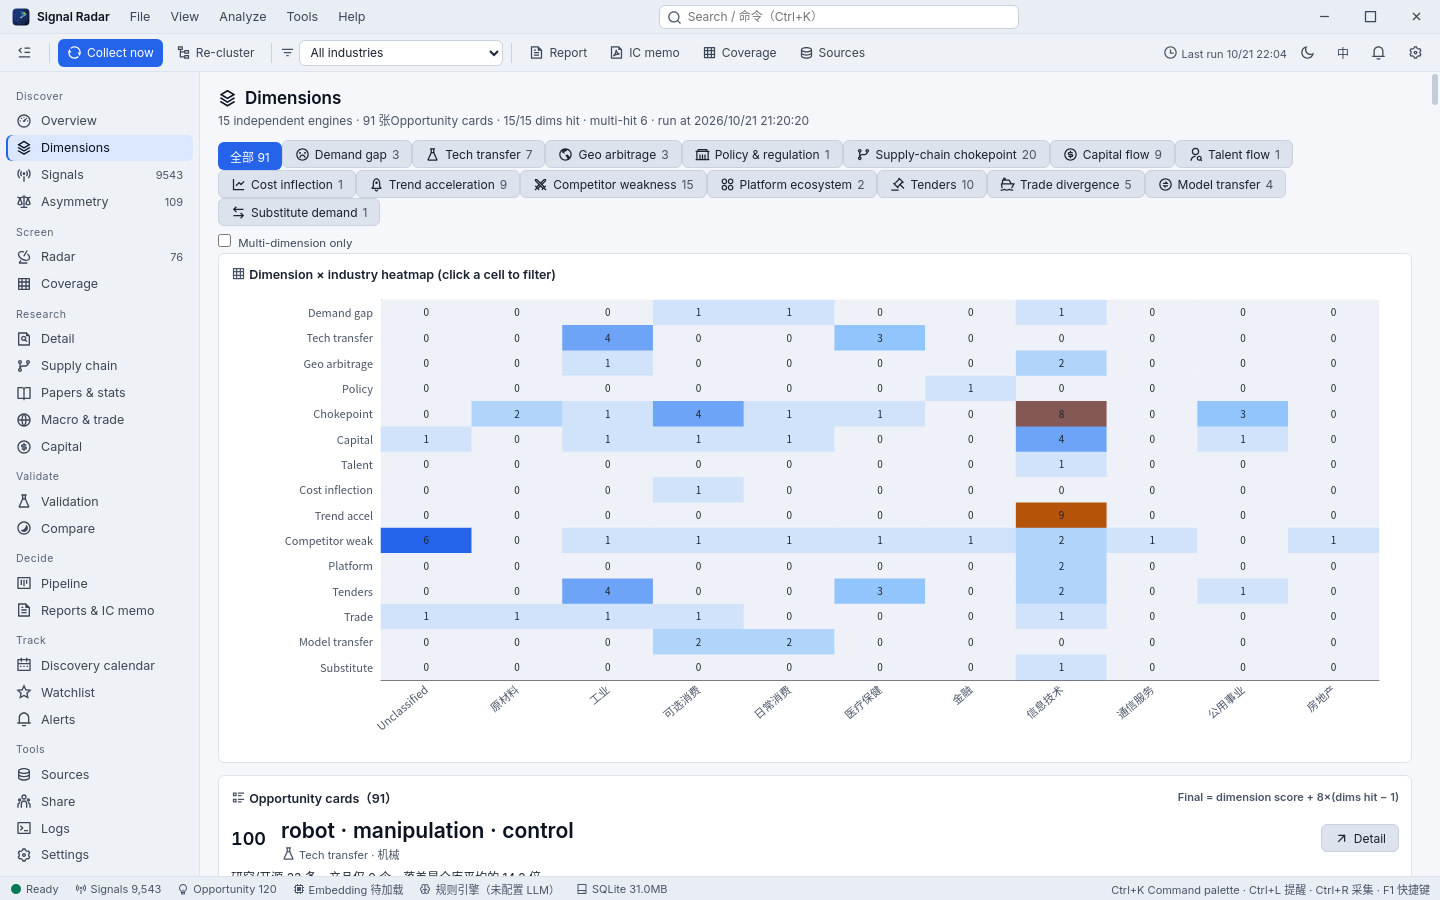 Signal Radar File View Analyze Tools Help Search / 命令（Ctrl+K）
Collect now Re-cluster All industries Report IC memo Coverage Sources Last run 10/21 22:04 中
Discover
Overview
Dimensions
Signals 9543
Asymmetry 109
Screen
Radar 76
Coverage
Research
Detail
Supply chain
Papers & stats
Macro & trade
Capital
Validate
Validation
Compare
Decide
Pipeline
Reports & IC memo
Track
Discovery calendar
Watchlist
Alerts
Tools
Sources
Share
Logs
Settings
Dimensions
15 independent engines · 91 张Opportunity cards · 15/15 dims hit · multi-hit 6 · run at 2026/10/21 21:20:20
全部 91 Demand gap 3 Tech transfer 7 Geo arbitrage 3 Policy & regulation 1 Supply-chain chokepoint 20 Capital flow 9 Talent flow 1
Cost inflection 1 Trend acceleration 9 Competitor weakness 15 Platform ecosystem 2 Tenders 10 Trade divergence 5 Model transfer 4
Substitute demand 1
Multi-dimension only
Dimension × industry heatmap (click a cell to filter)
Demand gap 0 0 0 1 1 0 0 1 0 0 0
Tech transfer 0 0 4 0 0 3 0 0 0 0 0
Geo arbitrage 0 0 1 0 0 0 0 2 0 0 0
Policy 0 0 0 0 0 0 1 0 0 0 0
Chokepoint 0 2 1 4 1 1 0 8 0 3 0
Capital 1 0 1 1 1 0 0 4 0 1 0
Talent 0 0 0 0 0 0 0 1 0 0 0
Cost inflection 0 0 0 1 0 0 0 0 0 0 0
Trend accel 0 0 0 0 0 0 0 9 0 0 0
Competitor weak 6 0 1 1 1 1 1 2 1 0 1
Platform 0 0 0 0 0 0 0 2 0 0 0
Tenders 0 0 4 0 0 3 0 2 0 1 0
Trade 1 1 1 1 0 0 0 1 0 0 0
Model transfer 0 0 0 2 2 0 0 0 0 0 0
Substitute 0 0 0 0 0 0 0 1 0 0 0
Unclassified 原材料 工业 可选消费 日常消费 医疗保健 金融 信息技术 通信服务 公用事业 房地产
Opportunity cards（91） Final = dimension score + 8×(dims hit − 1)
100 robot · manipulation · control Detail
Tech transfer · 机械
Ready Signals 9,543 Opportunity 120 Embedding 待加载 规则引擎（未配置 LLM） SQLite 31.0MB Ctrl+K Command palette · Ctrl+L 提醒 · Ctrl+R 采集 · F1 快捷键